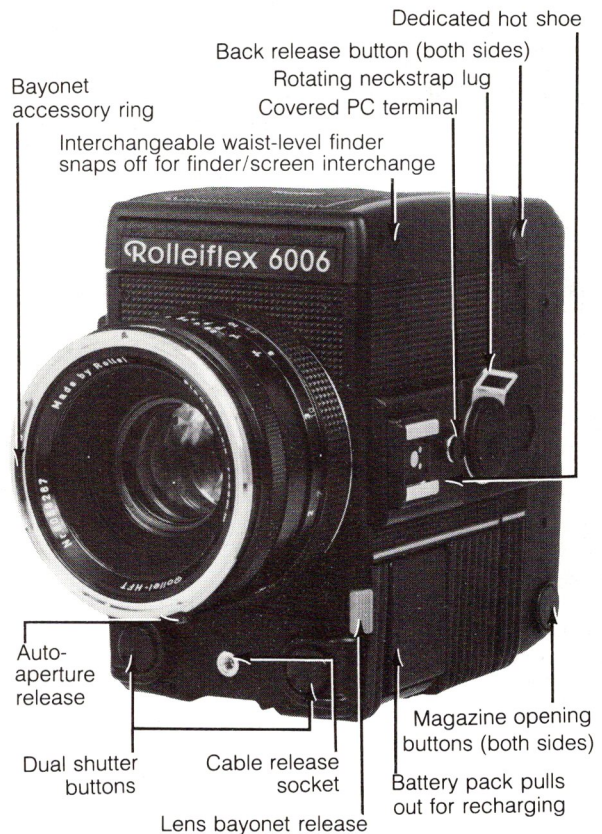 Dedicated hot shoe
Back release button (both sides)
Rotating neckstrap lug
Covered PC terminal
Bayonet
accessory ring
Interchangeable waist-level finder
snaps off for finder/screen interchange
Rolleiflex 6006
Made by Rollei
Rollei-HFT
Auto-
aperture
release
Dual shutter
buttons
Cable release
socket
Lens bayonet release
Magazine opening
buttons (both sides)
Battery pack pulls
out for recharging